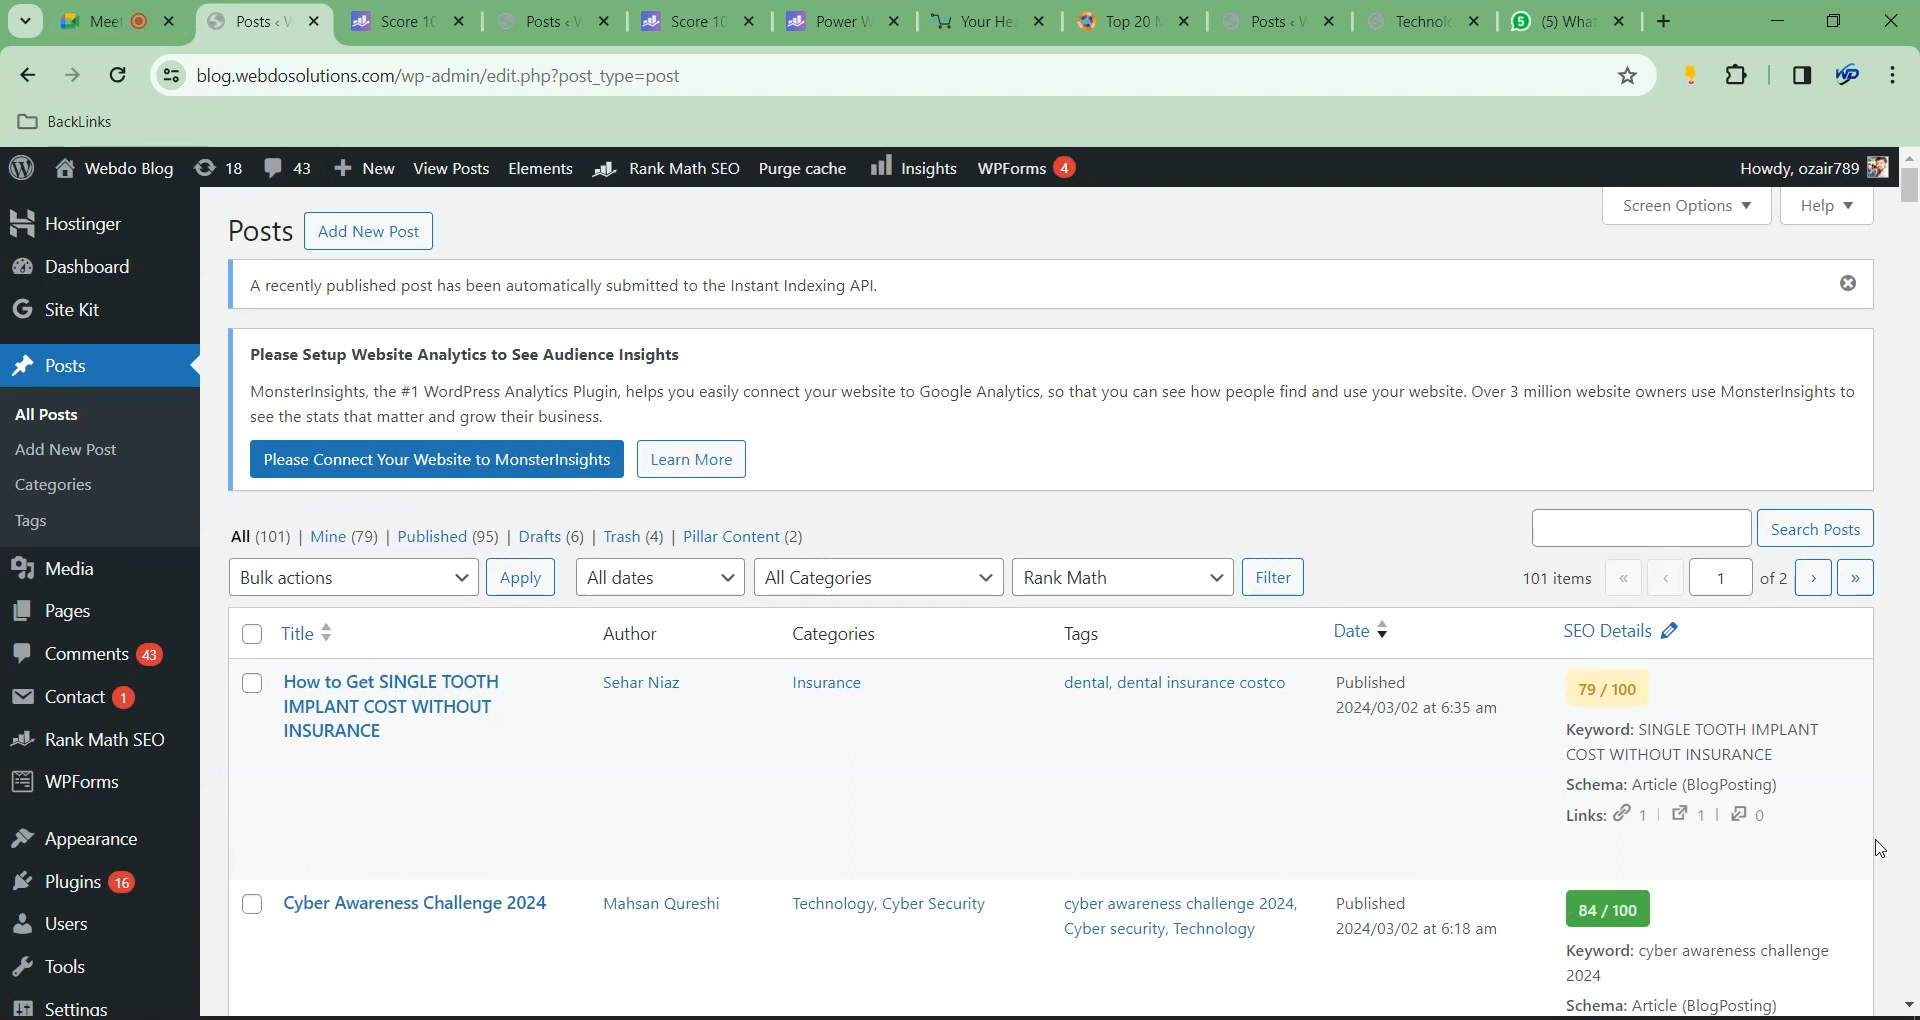 Meet
Posts ‹ W
Score 10
Posts ‹ W
Score 10
Power W
Your He
Top 20 M
Posts ‹ W
Technol
5 (5) What
blog.webdosolutions.com/wp-admin/edit.php?post_type=post
BackLinks
Webdo Blog 18 43 New View Posts Elements Rank Math SEO Purge cache Insights WPForms 4 Howdy, ozair789
Hostinger
Dashboard
Site Kit
Posts
All Posts
Add New Post
Categories
Tags
Media
Pages
Comments 43
Contact 1
Rank Math SEO
WPForms
Appearance
Plugins 16
Users
Tools
Settings
Screen Options Help
Posts Add New Post
A recently published post has been automatically submitted to the Instant Indexing API.
Please Setup Website Analytics to See Audience Insights
MonsterInsights, the #1 WordPress Analytics Plugin, helps you easily connect your website to Google Analytics, so that you can see how people find and use your website. Over 3 million website owners use MonsterInsights to
see the stats that matter and grow their business.
Please Connect Your Website to MonsterInsights Learn More
All (101) | Mine (79) | Published (95) | Drafts (6) | Trash (4) | Pillar Content (2)
Search Posts
Bulk actions Apply All dates All Categories Rank Math Filter 101 items « ‹ 1 of 2 › »
Title Author Categories Tags Date SEO Details
How to Get SINGLE TOOTH
IMPLANT COST WITHOUT
INSURANCE
Sehar Niaz
Insurance
dental, dental insurance costco
Published
2024/03/02 at 6:35 am
79 / 100
Keyword: SINGLE TOOTH IMPLANT
COST WITHOUT INSURANCE
Schema: Article (BlogPosting)
Links: 1 | 1 | 0
Cyber Awareness Challenge 2024
Mahsan Qureshi
Technology, Cyber Security
cyber awareness challenge 2024,
Cyber security, Technology
Published
2024/03/02 at 6:18 am
84 / 100
Keyword: cyber awareness challenge
2024
Schema: Article (BlogPosting)